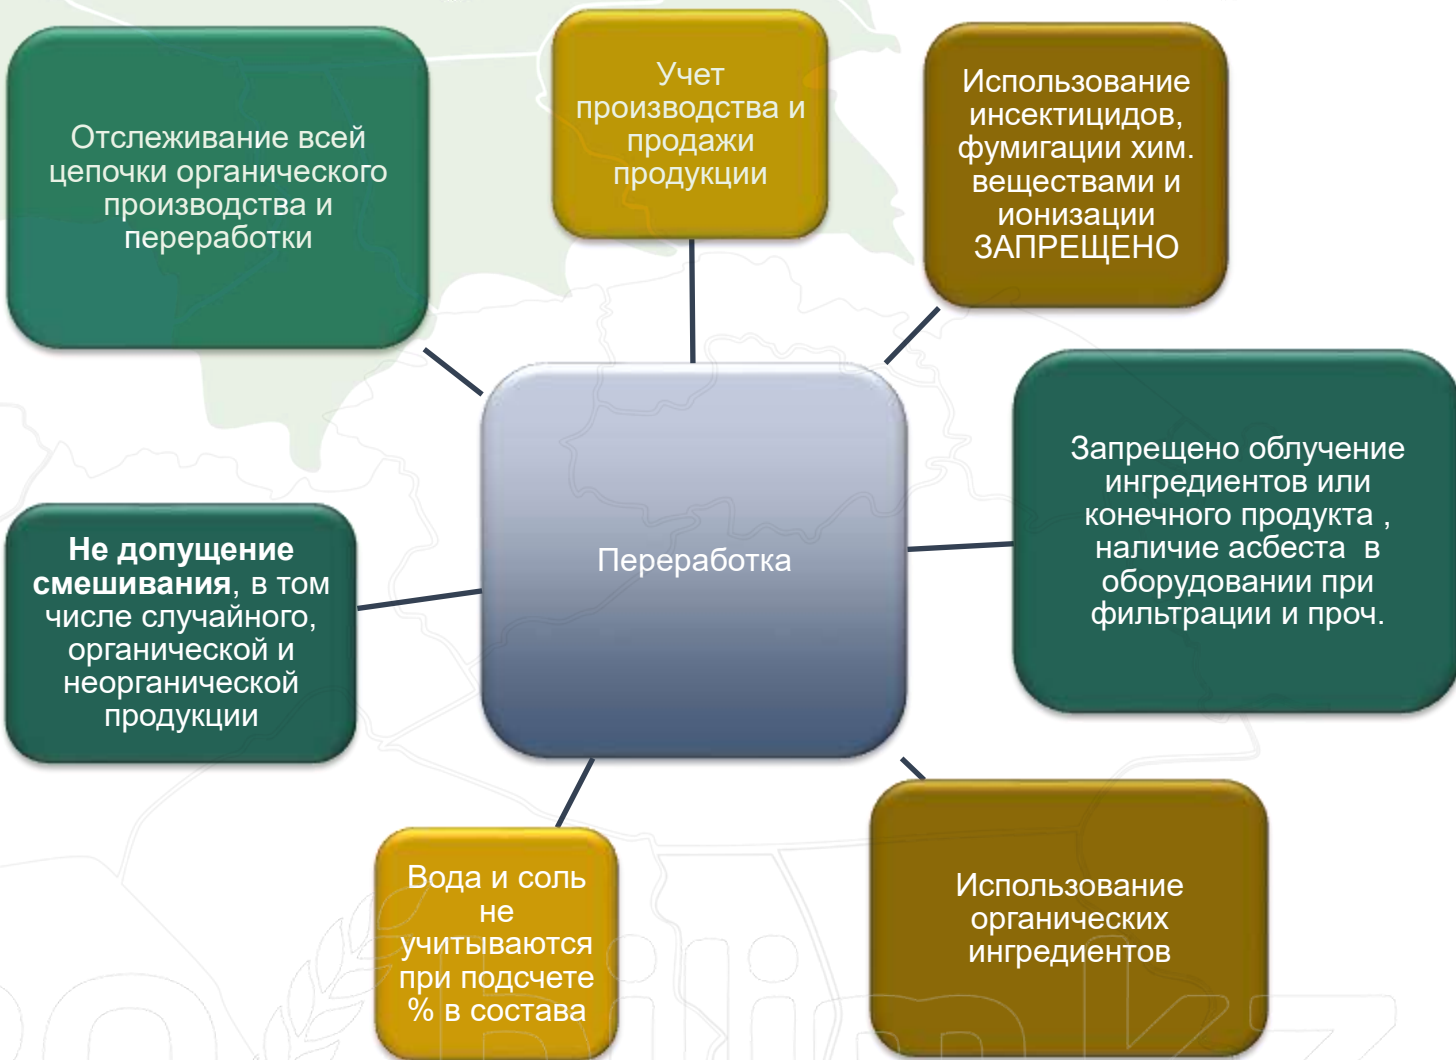 Отслеживание всей
цепочки органического
производства и
переработки
Учет
производства и
продажи
продукции
Использование
инсектицидов,
фумигации хим.
веществами и
ионизации
ЗАПРЕЩЕНО
Запрещено облучение
ингредиентов или
конечного продукта ,
наличие асбеста в
оборудовании при
фильтрации и проч.
Переработка
Не допущение
смешивания, в том
числе случайного,
органической и
неорганической
продукции
Вода и соль
не
учитываются
при подсчете
% в состава
Использование
органических
ингредиентов
bilim.kz